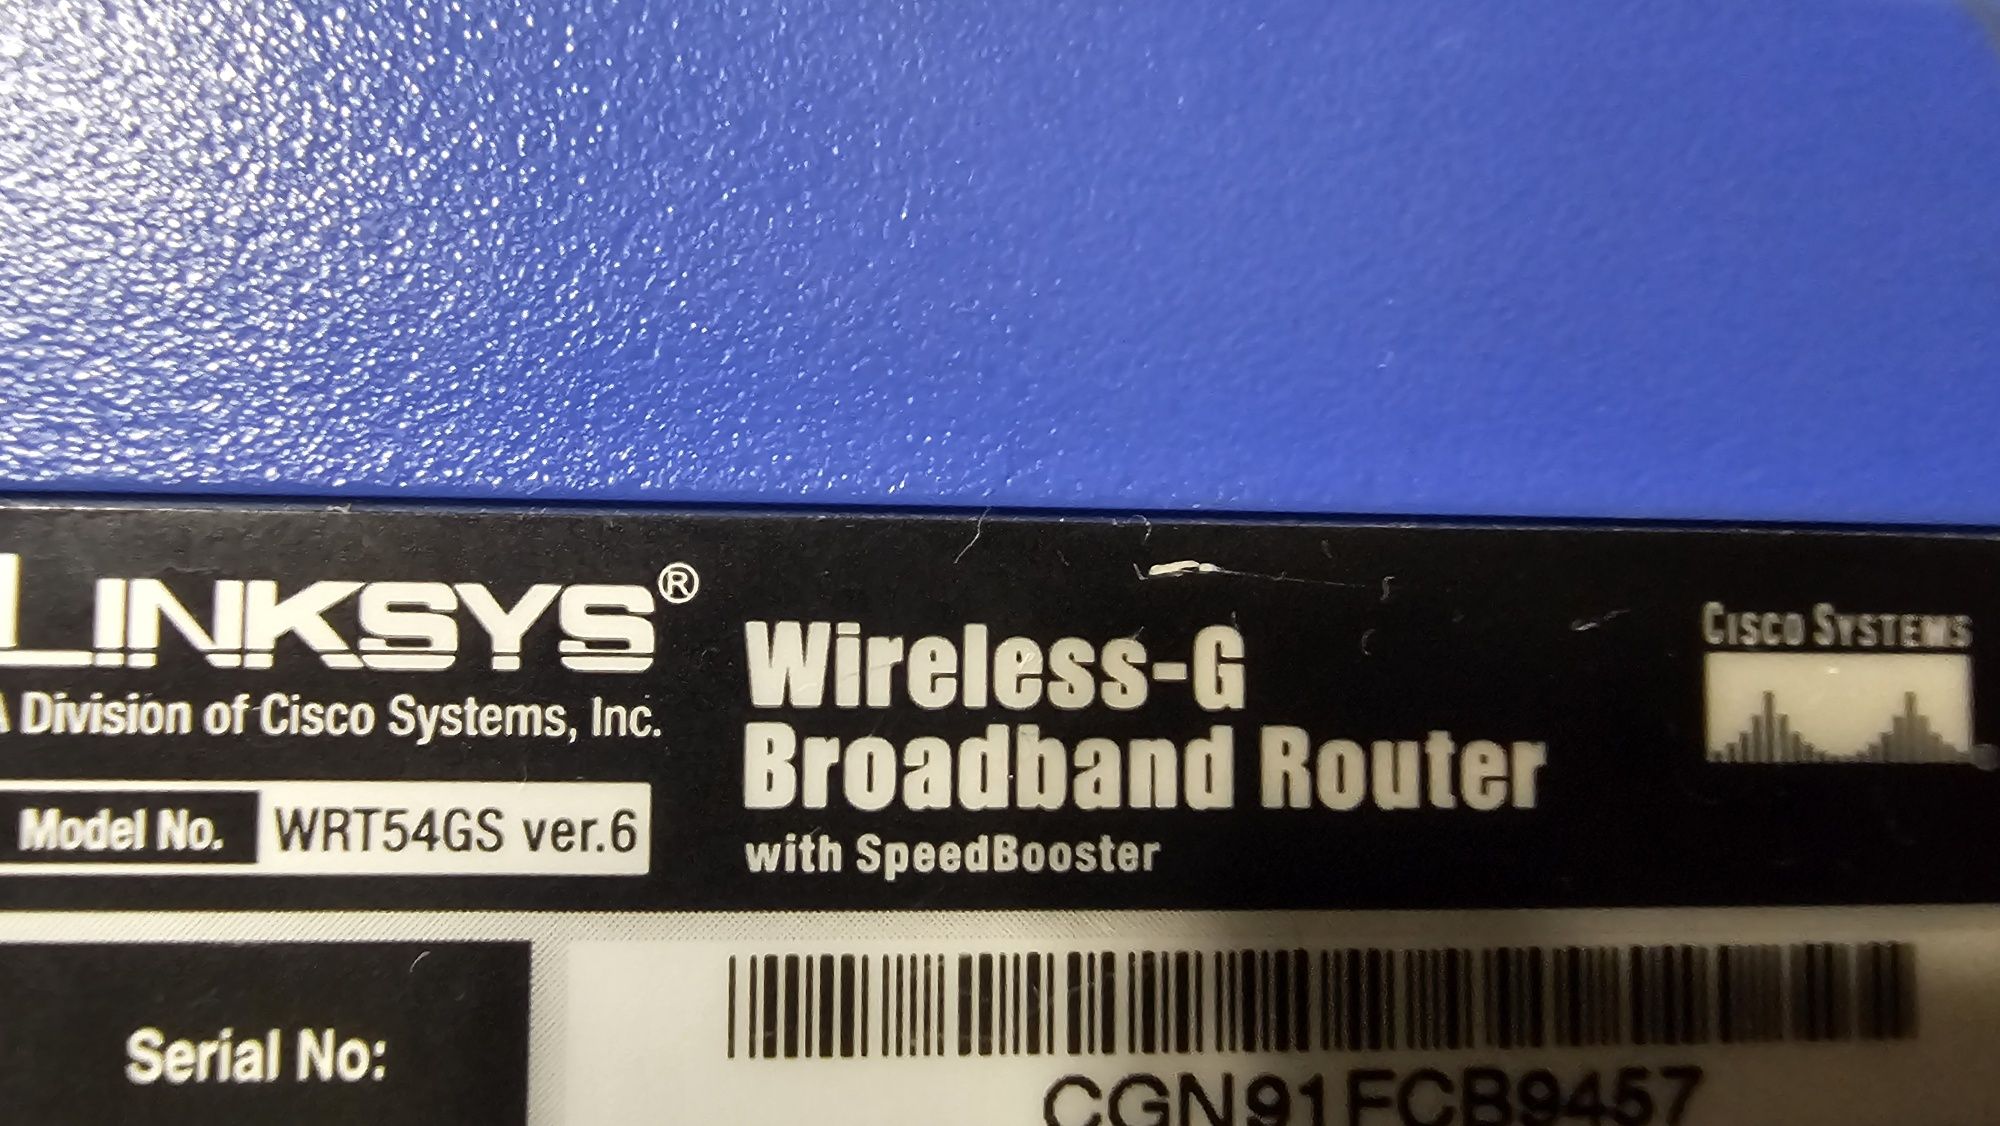 LINKSYS®
A Division of Cisco Systems, Inc.
Model No. WRT54GS ver.6
Wireless-G
Broadband Router
with SpeedBooster
CISCO SYSTEMS
Serial No:
CGN91FCB9457